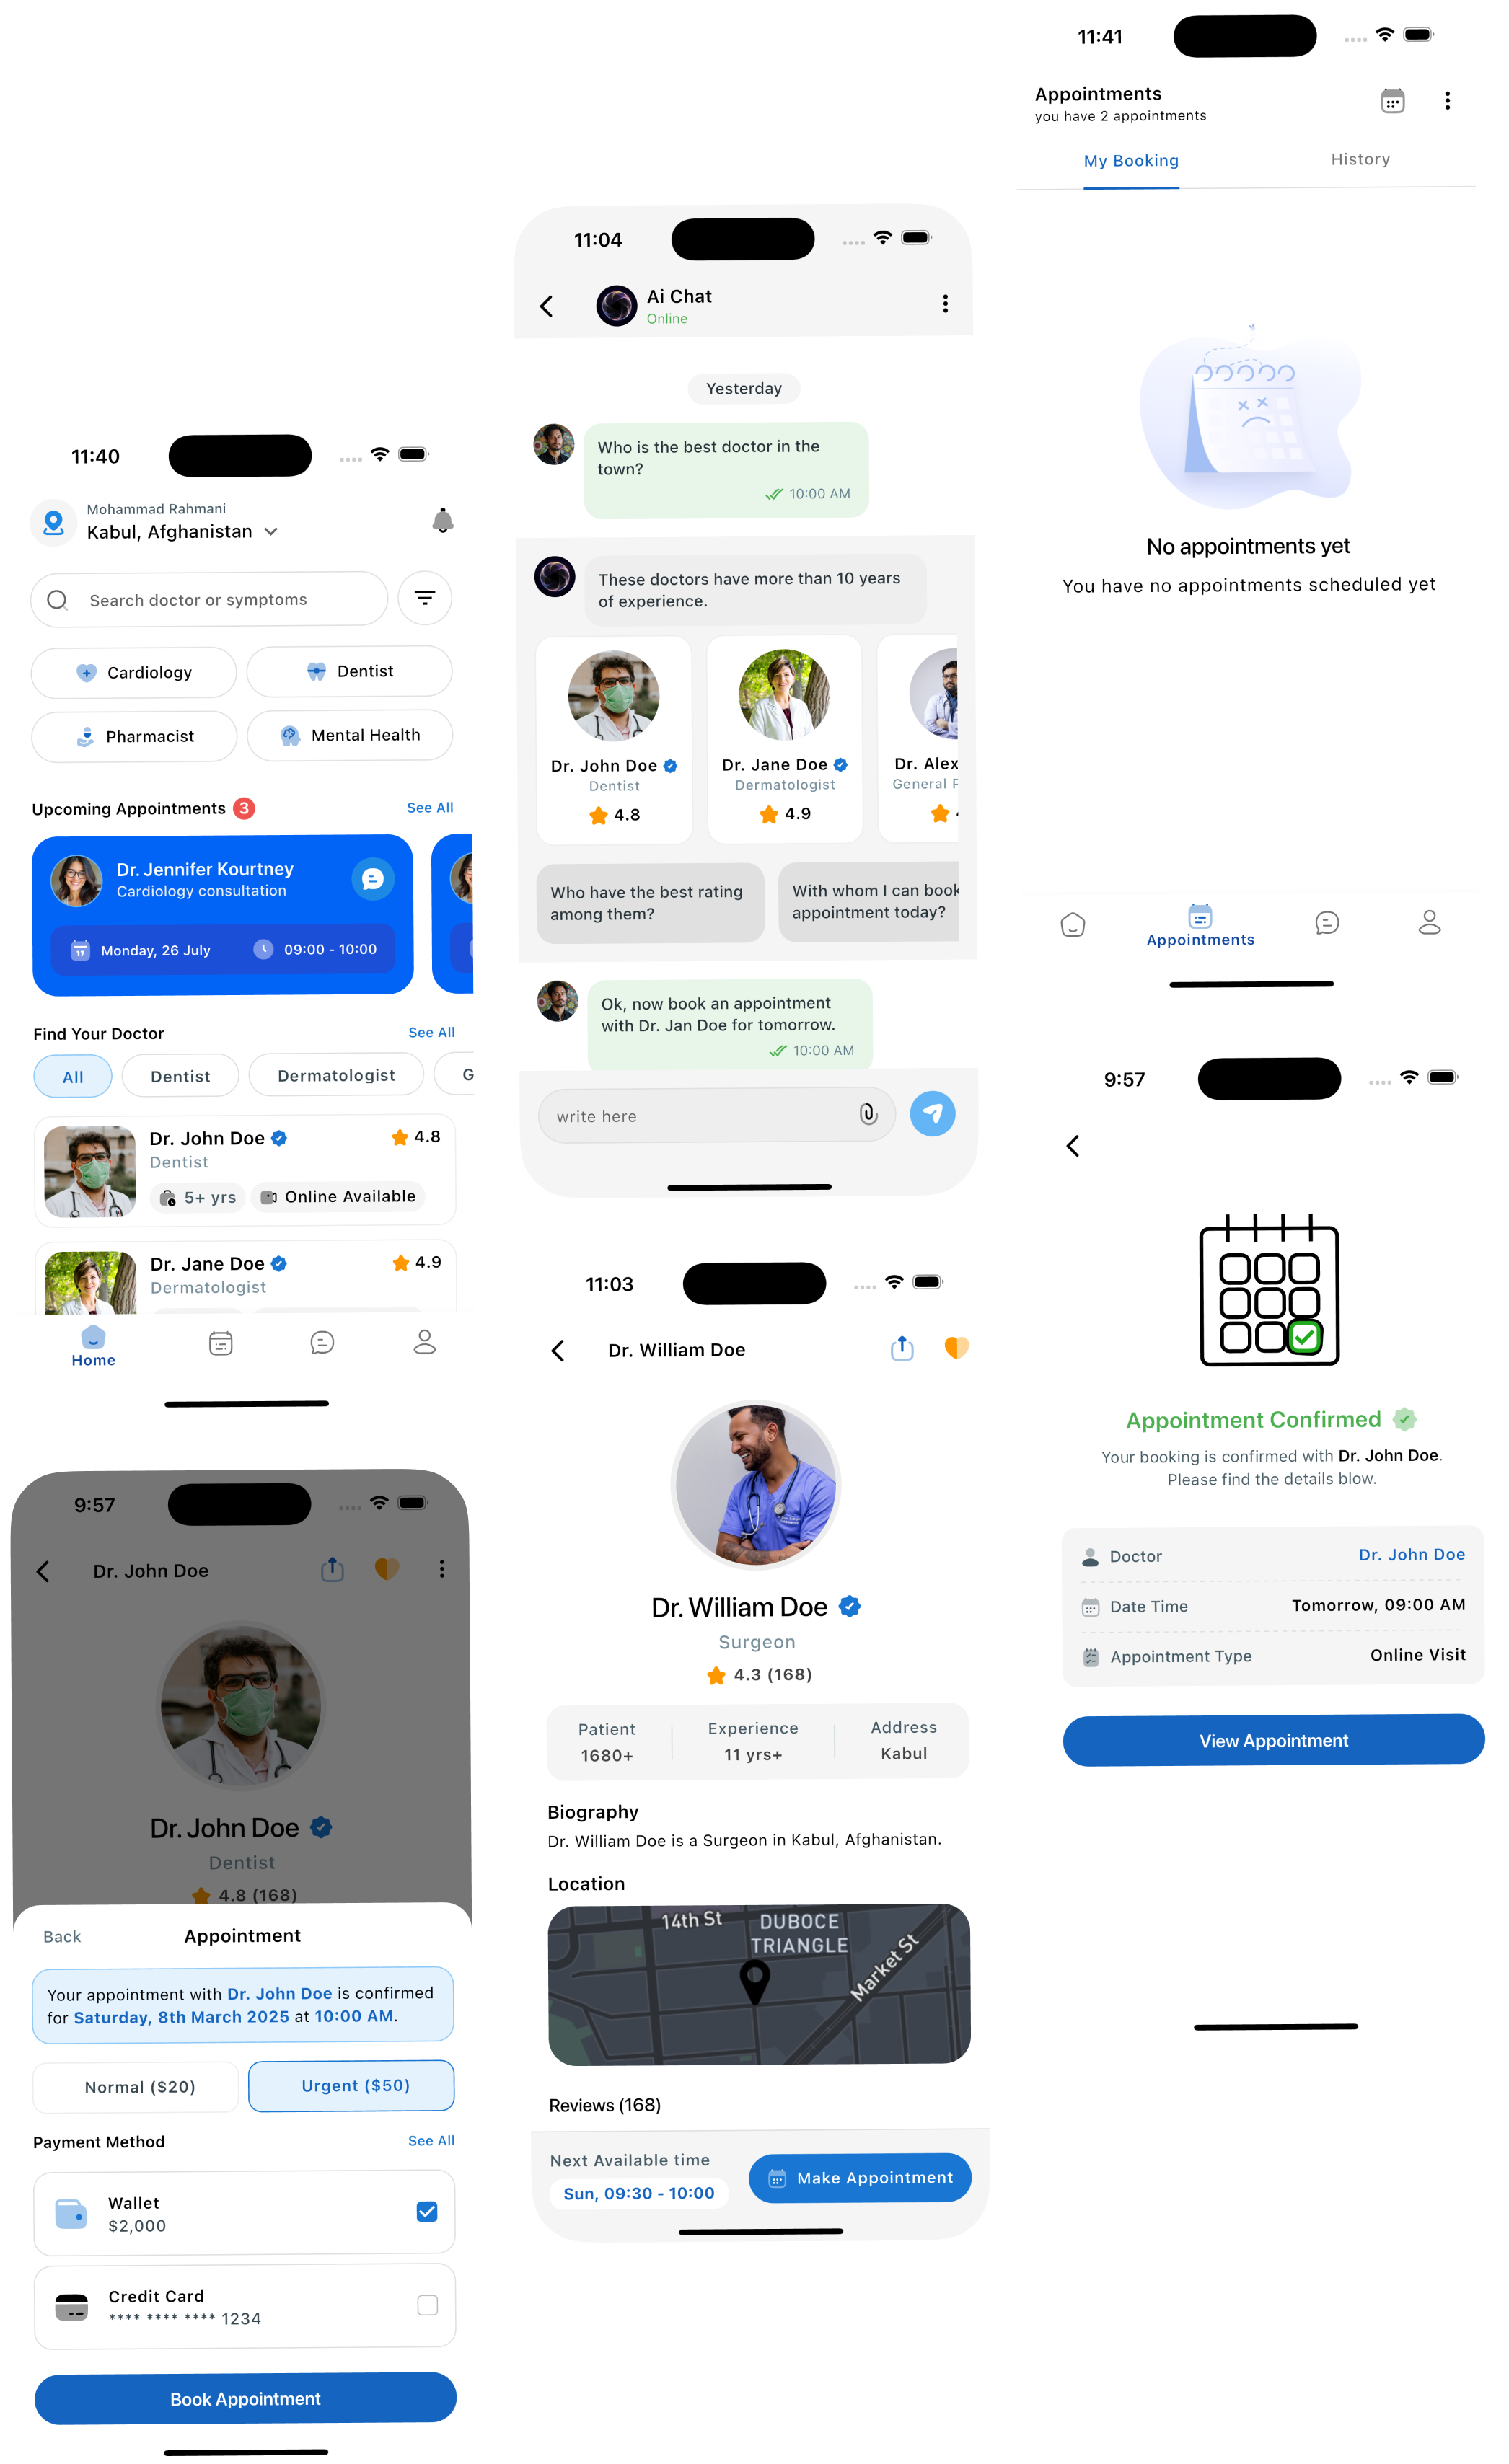 11:40
Mohammad Rahmani
Kabul, Afghanistan
Search doctor or symptoms
Cardiology
Dentist
Pharmacist
Mental Health
Upcoming Appointments 3
See All
Dr. Jennifer Kourtney
Cardiology consultation
17
Monday, 26 July
09:00 - 10:00
Find Your Doctor
See All
All
Dentist
Dermatologist
G
Dr. John Doe
4.8
Dentist
5+ yrs
Online Available
Dr. Jane Doe
4.9
Dermatologist
Home
9:57
Dr. John Doe
Dr. John Doe
Dentist
4.8 (168)
Back
Appointment
Your appointment with Dr. John Doe is confirmed
for Saturday, 8th March 2025 at 10:00 AM.
Normal ($20)
Urgent ($50)
Payment Method
See All
Wallet
$2,000
Credit Card
**** **** **** 1234
Book Appointment
11:04
Ai Chat
Online
Yesterday
Who is the best doctor in the
town?
10:00 AM
These doctors have more than 10 years
of experience.
Dr. John Doe
Dentist
4.8
Dr. Jane Doe
Dermatologist
4.9
Dr. Alex
General
Who have the best rating
among them?
With whom I can book
appointment today?
Ok, now book an appointment
with Dr. Jan Doe for tomorrow.
10:00 AM
write here
11:03
Dr. William Doe
Dr. William Doe
Surgeon
4.3 (168)
Patient
1680+
Experience
11 yrs+
Address
Kabul
Biography
Dr. William Doe is a Surgeon in Kabul, Afghanistan.
Location
14th St
DUBOCE
TRIANGLE
Market St
Reviews (168)
Next Available time
Sun, 09:30 - 10:00
Make Appointment
11:41
Appointments
you have 2 appointments
My Booking
History
No appointments yet
You have no appointments scheduled yet
Appointments
9:57
Appointment Confirmed
Your booking is confirmed with Dr. John Doe.
Please find the details blow.
Doctor
Dr. John Doe
Date Time
Tomorrow, 09:00 AM
Appointment Type
Online Visit
View Appointment